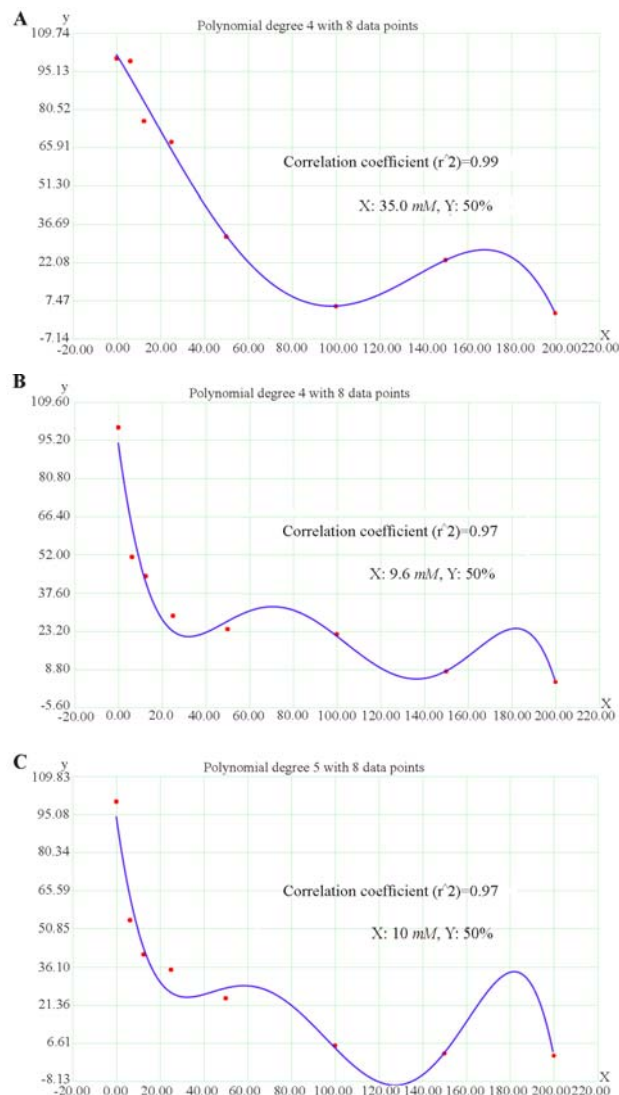 A
y
Polynomial degree 4 with 8 data points
109.74
95.13
80.52
65.91
51.30
36.69
22.08
7.47
-7.14
Correlation coefficient (r^2)=0.99
X: 35.0 mM, Y: 50%
X
-20.00 0.00 20.00 40.00 60.00 80.00 100.00 120.00 140.00 160.00 180.00 200.00 220.00
B
y
Polynomial degree 4 with 8 data points
109.60
95.20
80.80
66.40
52.00
37.60
23.20
8.80
-5.60
Correlation coefficient (r^2)=0.97
X: 9.6 mM, Y: 50%
X
-20.00 0.00 20.00 40.00 60.00 80.00 100.00 120.00 140.00 160.00 180.00 200.00 220.00
C
y
Polynomial degree 5 with 8 data points
109.83
95.08
80.34
65.59
50.85
36.10
21.36
6.61
-8.13
Correlation coefficient (r^2)=0.97
X: 10 mM, Y: 50%
X
-20.00 0.00 20.00 40.00 60.00 80.00 100.00 120.00 140.00 160.00 180.00 200.00 220.00